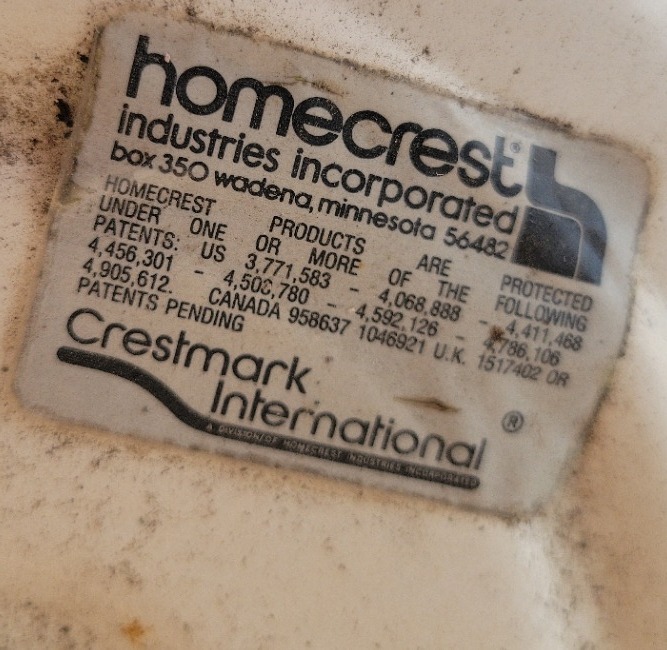 homecrest®
industries incorporated
box 350 wadena, minnesota 56482
HOMECREST PRODUCTS ARE PROTECTED
UNDER ONE OR MORE OF THE FOLLOWING
PATENTS: US 3,771,583 - 4,068,888 - 4,411,468
4,456,301 - 4,502,780 - 4,592,126 - 4,786,106
4,905,612. CANADA 958637 1046921 U.K. 1517402 OR
PATENTS PENDING
Crestmark
International ®
A DIVISION OF HOMECREST INDUSTRIES INCORPORATED